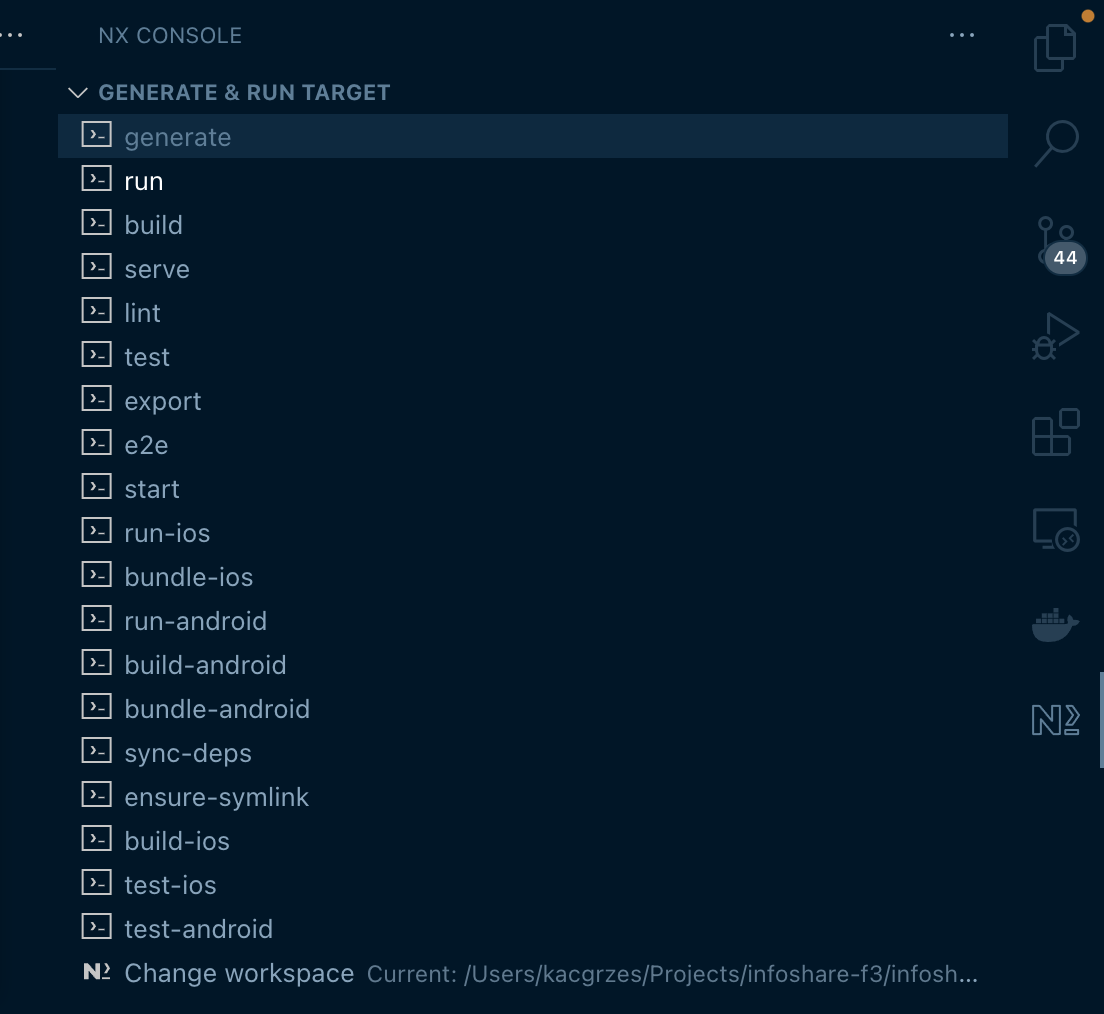 NX CONSOLE
GENERATE & RUN TARGET
generate
run
build
serve
lint
test
export
e2e
start
run-ios
bundle-ios
run-android
build-android
bundle-android
sync-deps
ensure-symlink
build-ios
test-ios
test-android
Change workspace Current: /Users/kacgrzes/Projects/infoshare-f3/infosh...
44